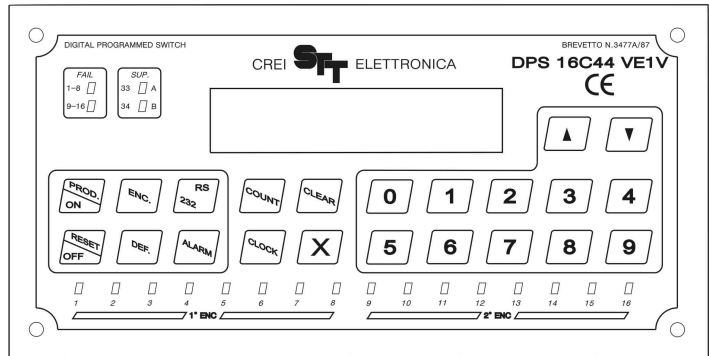 DIGITAL PROGRAMMED SWITCH
BREVETTO N.3477A/87
CREI SFT ELETTRONICA
DPS 16C44 VE1V
CE
FAIL
1-8
9-16
SUP.
33 A
34 B
▲ ▼
PROD. ON
ENC.
RS 232
COUNT
CLEAR
0 1 2 3 4
RESET OFF
DEF.
ALARM
CLOCK
X
5 6 7 8 9
1 2 3 4 5 6 7 8 9 10 11 12 13 14 15 16
1° ENC
2° ENC